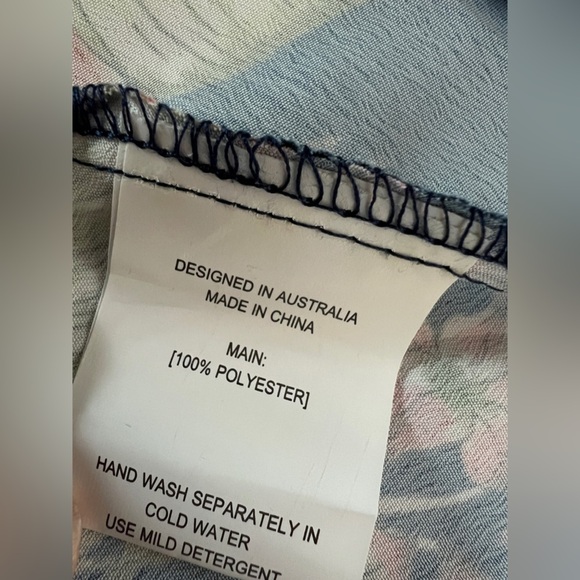 DESIGNED IN AUSTRALIA
MADE IN CHINA
MAIN:
[100% POLYESTER]
HAND WASH SEPARATELY IN
COLD WATER
USE MILD DETERGENT